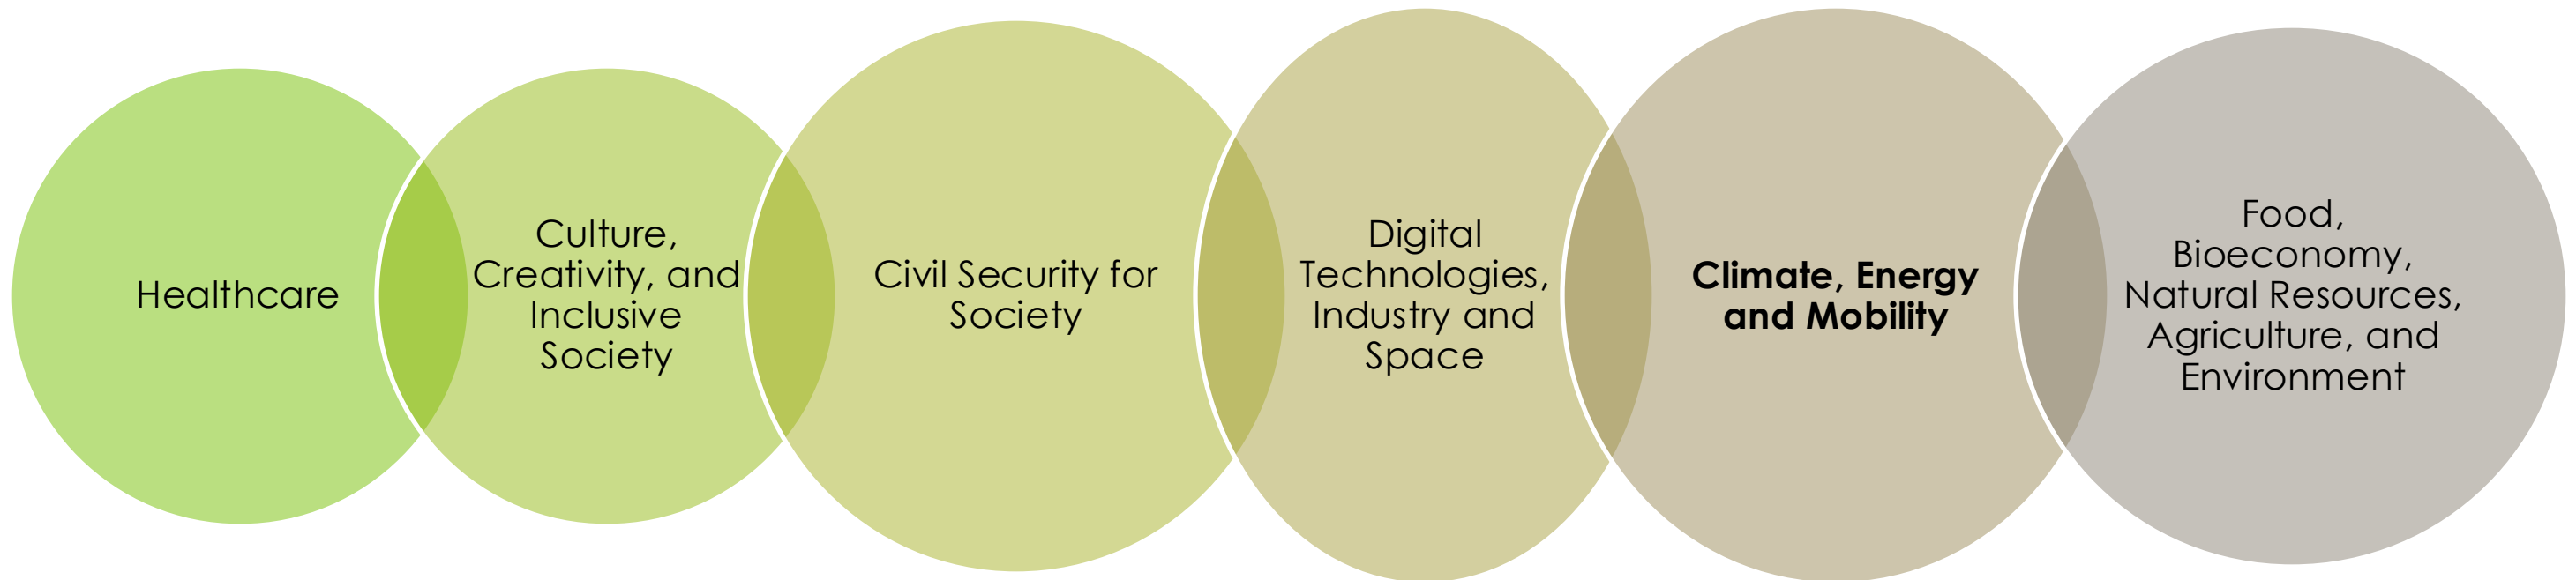 Healthcare
Culture,
Creativity, and
Inclusive
Society
Civil Security for
Society
Digital
Technologies,
Industry and
Space
Climate, Energy
and Mobility
Food,
Bioeconomy,
Natural Resources,
Agriculture, and
Environment